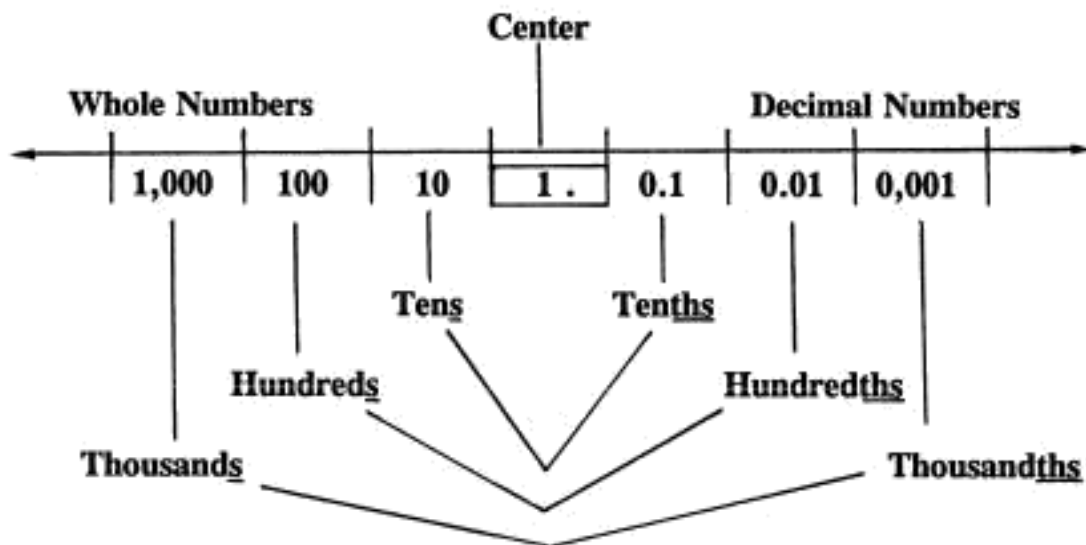 Center
Whole Numbers Decimal Numbers
1,000 100 10 1 . 0.1 0.01 0,001
Tens Tenths
Hundreds Hundredths
Thousands Thousandths